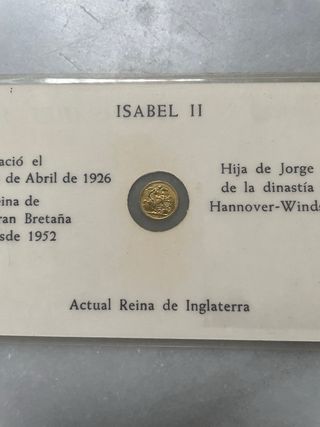 ISABEL II
ació el
de Abril de 1926
eina de
ran Bretaña
sde 1952
Hija de Jorge
de la dinastía
Hannover-Winds
Actual Reina de Inglaterra